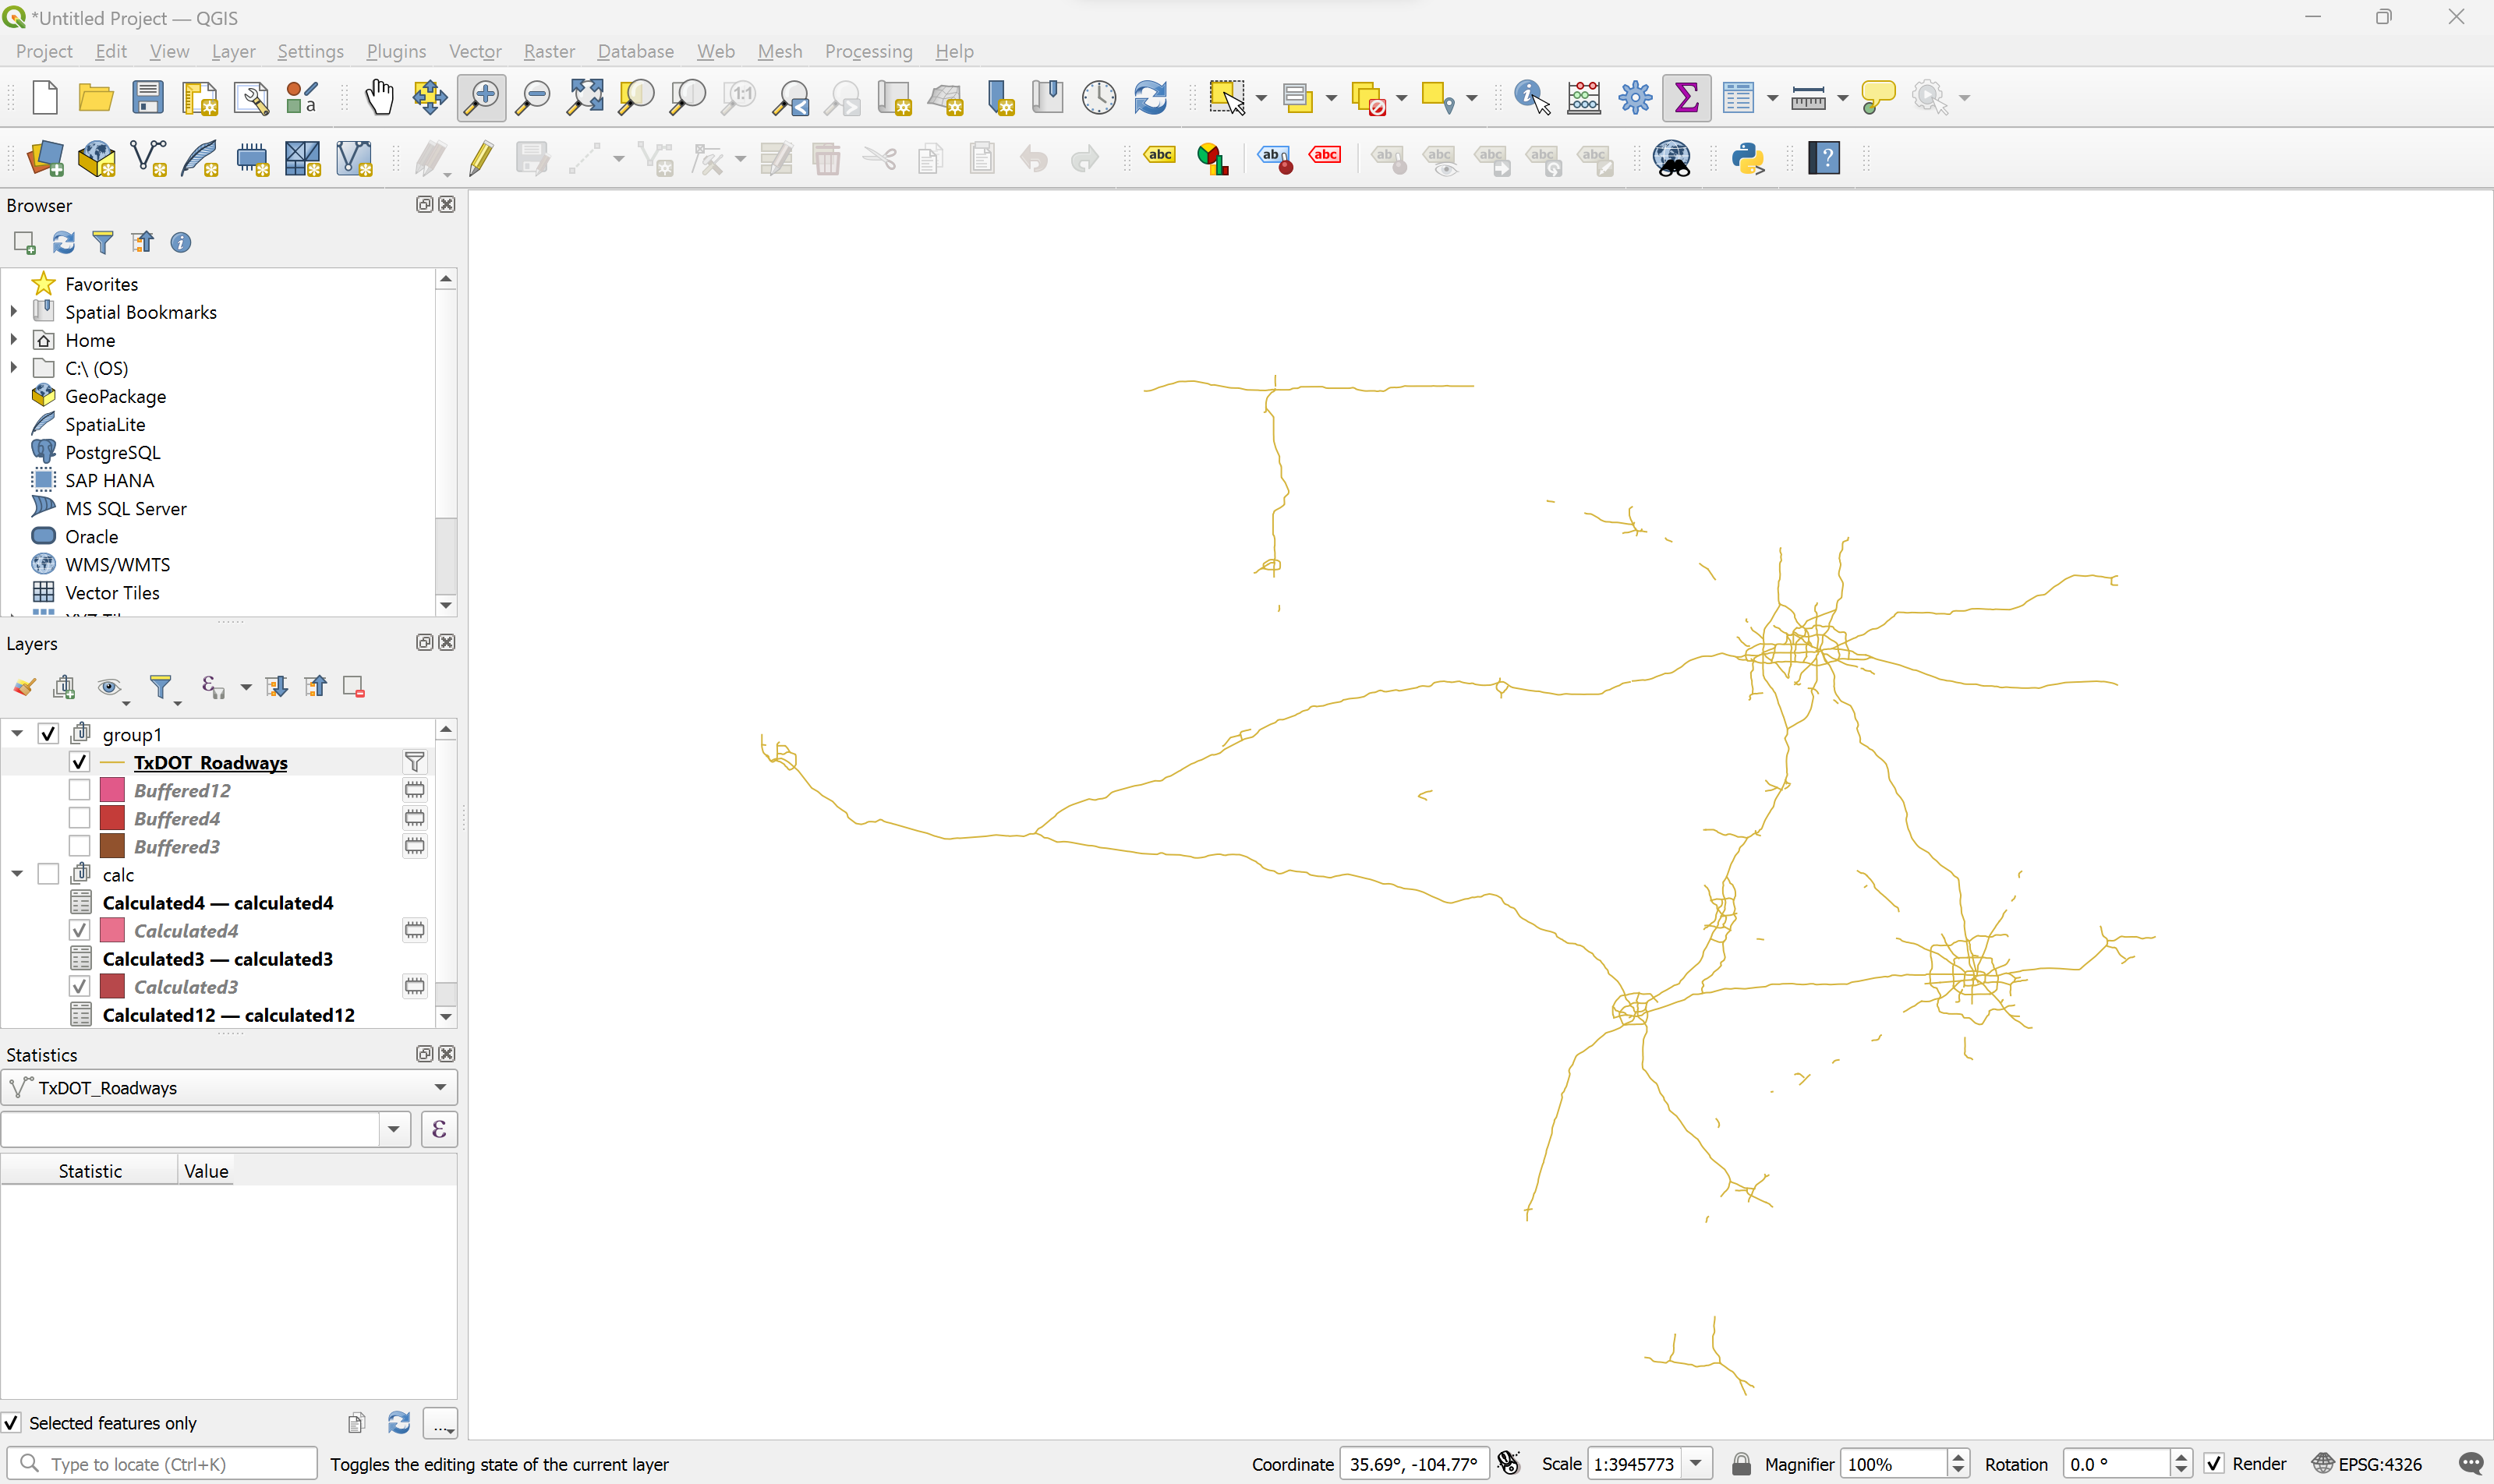 *Untitled Project — QGIS
Project Edit View Layer Settings Plugins Vector Raster Database Web Mesh Processing Help
Browser
Favorites
Spatial Bookmarks
Home
C:\ (OS)
GeoPackage
SpatiaLite
PostgreSQL
SAP HANA
MS SQL Server
Oracle
WMS/WMTS
Vector Tiles
Layers
group1
TxDOT_Roadways
Buffered12
Buffered4
Buffered3
calc
Calculated4 — calculated4
Calculated4
Calculated3 — calculated3
Calculated3
Calculated12 — calculated12
Statistics
TxDOT_Roadways
ε
Statistic Value
Selected features only
...
Type to locate (Ctrl+K) Toggles the editing state of the current layer Coordinate 35.69°, -104.77° Scale 1:3945773 Magnifier 100% Rotation 0.0 ° Render EPSG:4326